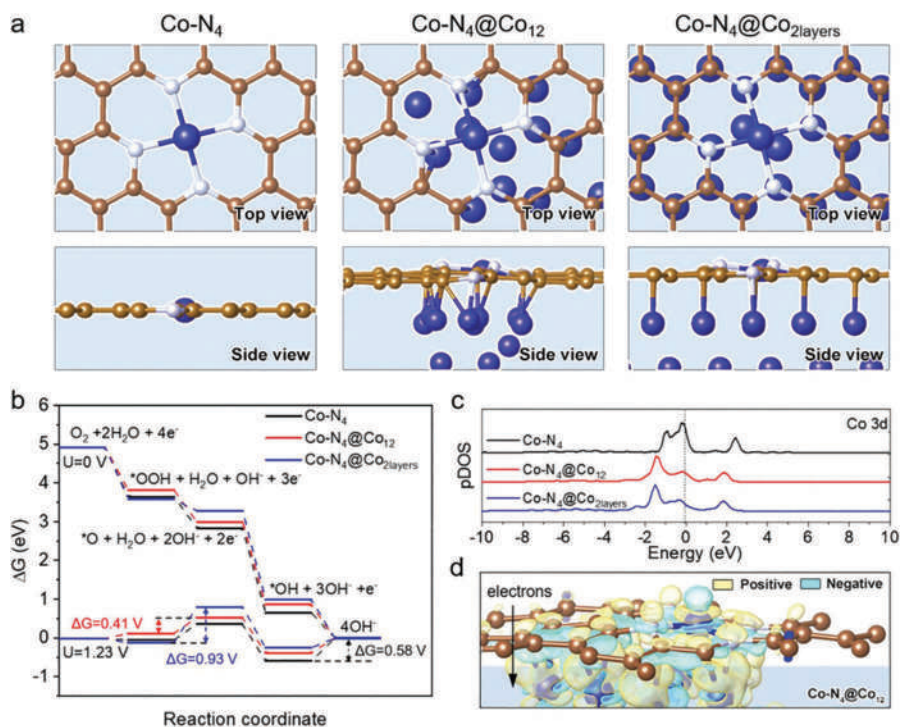 a
Co-N₄
Co-N₄@Co₁₂
Co-N₄@Co₂layers
Top view
Top view
Top view
Side view
Side view
Side view
b
ΔG (eV)
6
5
4
3
2
1
0
-1
Co-N₄
Co-N₄@Co₁₂
Co-N₄@Co₂layers
O₂ +2H₂O + 4e⁻
U=0 V
*OOH + H₂O + OH⁻ + 3e⁻
*O + H₂O + 2OH⁻ + 2e⁻
*OH + 3OH⁻ +e⁻
4OH⁻
ΔG=0.41 V
U=1.23 V
ΔG=0.93 V
ΔG=0.58 V
Reaction coordinate
c
Co 3d
pDOS
Co-N₄
Co-N₄@Co₁₂
Co-N₄@Co₂layers
-10 -8 -6 -4 -2 0 2 4 6 8 10
Energy (eV)
d
electrons
Positive Negative
Co-N₄@Co₁₂